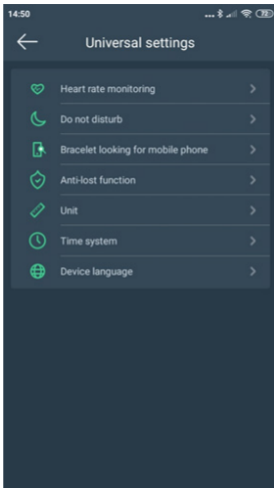 14:50
Universal settings
Heart rate monitoring
Do not disturb
Bracelet looking for mobile phone
Anti-lost function
Unit
Time system
Device language